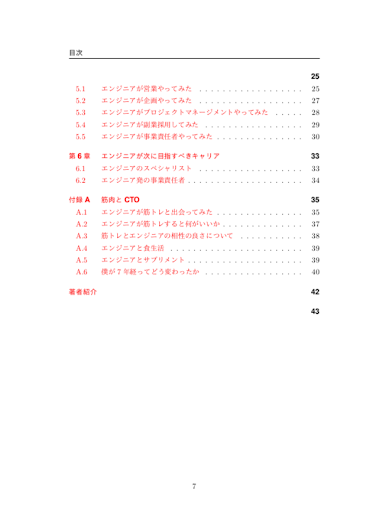 目次
25
5.1 エンジニアが営業やってみた . . . . . . . . . . . . . . . . . . 25
5.2 エンジニアが企画やってみた . . . . . . . . . . . . . . . . . . 27
5.3 エンジニアがプロジェクトマネージメントやってみた . . . . . 28
5.4 エンジニアが副業採用してみた . . . . . . . . . . . . . . . . . 29
5.5 エンジニアが事業責任者やってみた . . . . . . . . . . . . . . . 30
第 6 章 エンジニアが次に目指すべきキャリア 33
6.1 エンジニアのスペシャリスト . . . . . . . . . . . . . . . . . . 33
6.2 エンジニア発の事業責任者 . . . . . . . . . . . . . . . . . . . . 34
付録 A 筋肉と CTO 35
A.1 エンジニアが筋トレと出会ってみた . . . . . . . . . . . . . . . 35
A.2 エンジニアが筋トレすると何がいいか . . . . . . . . . . . . . . 37
A.3 筋トレとエンジニアの相性の良さについて . . . . . . . . . . . 38
A.4 エンジニアと食生活 . . . . . . . . . . . . . . . . . . . . . . . 39
A.5 エンジニアとサプリメント . . . . . . . . . . . . . . . . . . . . 39
A.6 僕が 7 年経ってどう変わったか . . . . . . . . . . . . . . . . . 40
著者紹介 42
43
7